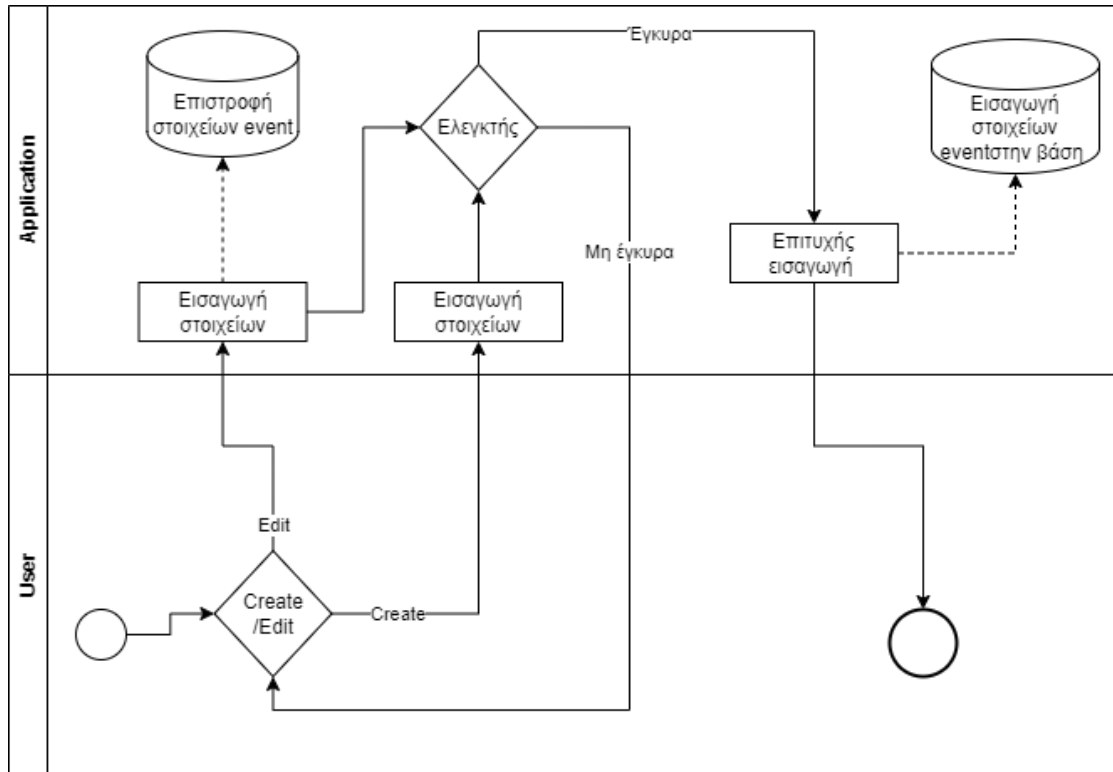 Application
Επιστροφή
στοιχείων event
Ελεγκτής
Έγκυρα
Εισαγωγή
στοιχείων
eventστην βάση
Μη έγκυρα
Επιτυχής
εισαγωγή
Εισαγωγή
στοιχείων
Εισαγωγή
στοιχείων
User
Edit
Create
/Edit
Create